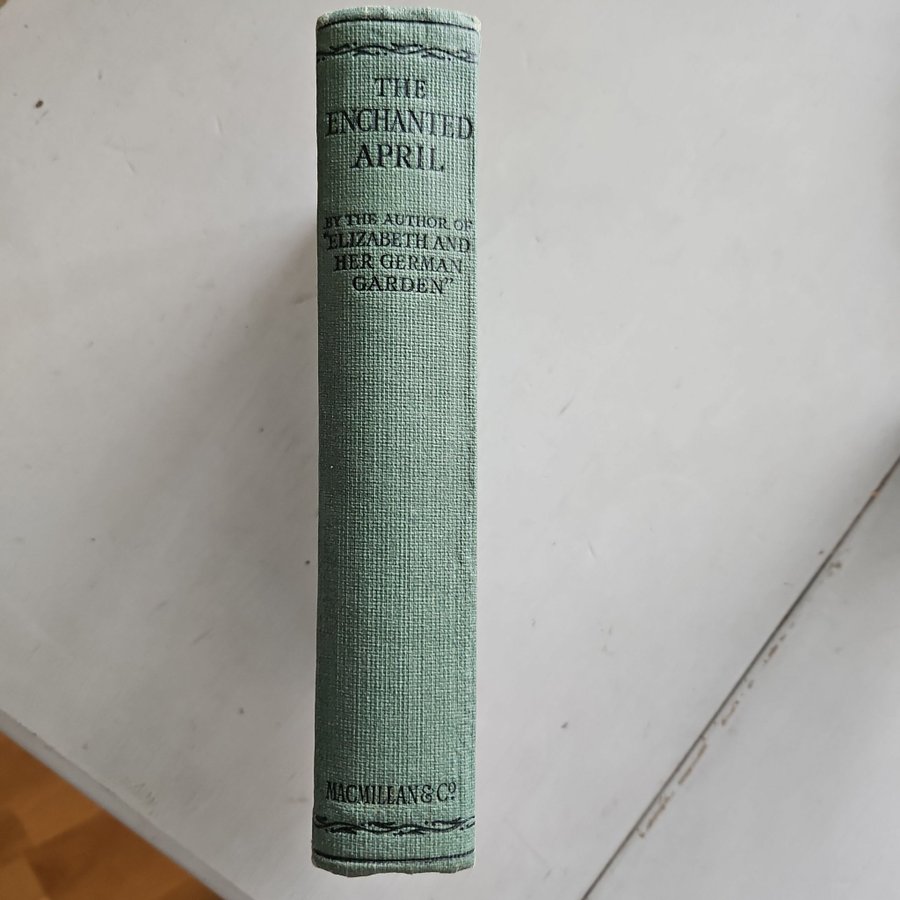 THE
ENCHANTED
APRIL
BY THE AUTHOR OF
"ELIZABETH AND
HER GERMAN
GARDEN"
MACMILLAN & Cº